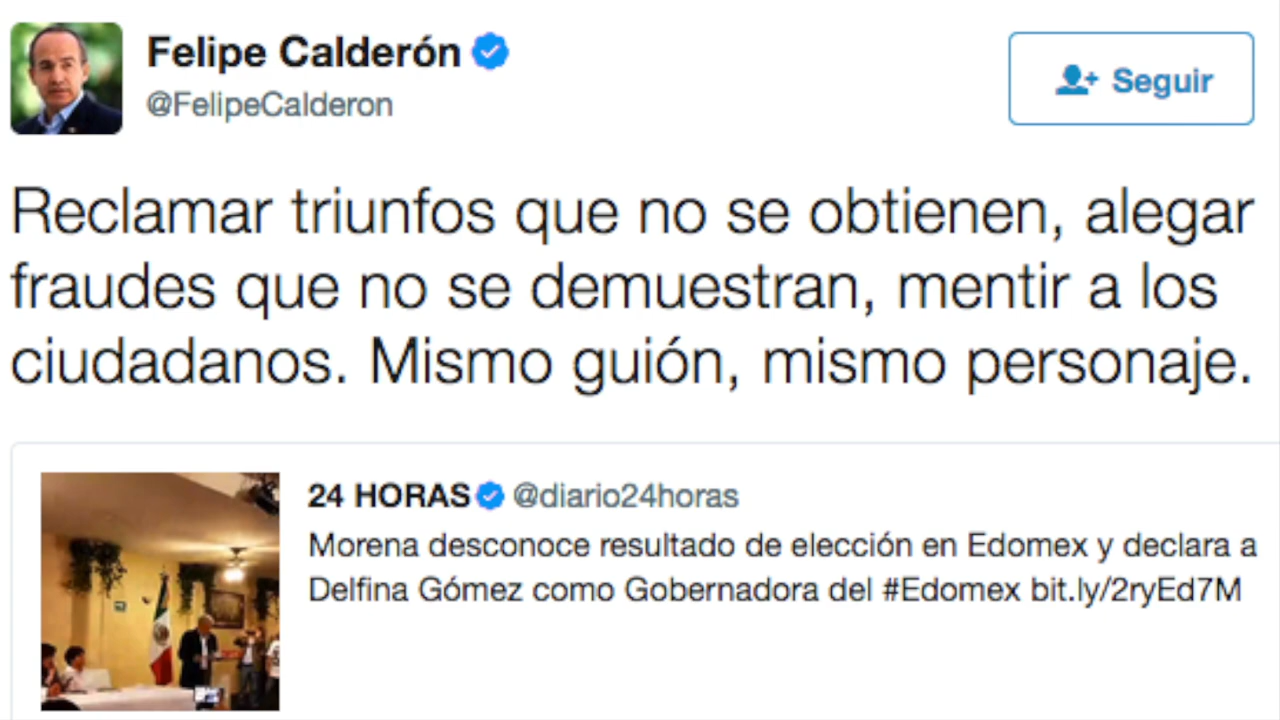 Felipe Calderón
@FelipeCalderon
Seguir
Reclamar triunfos que no se obtienen, alegar
fraudes que no se demuestran, mentir a los
ciudadanos. Mismo guión, mismo personaje.
24 HORAS @diario24horas
Morena desconoce resultado de elección en Edomex y declara a
Delfina Gómez como Gobernadora del #Edomex bit.ly/2ryEd7M